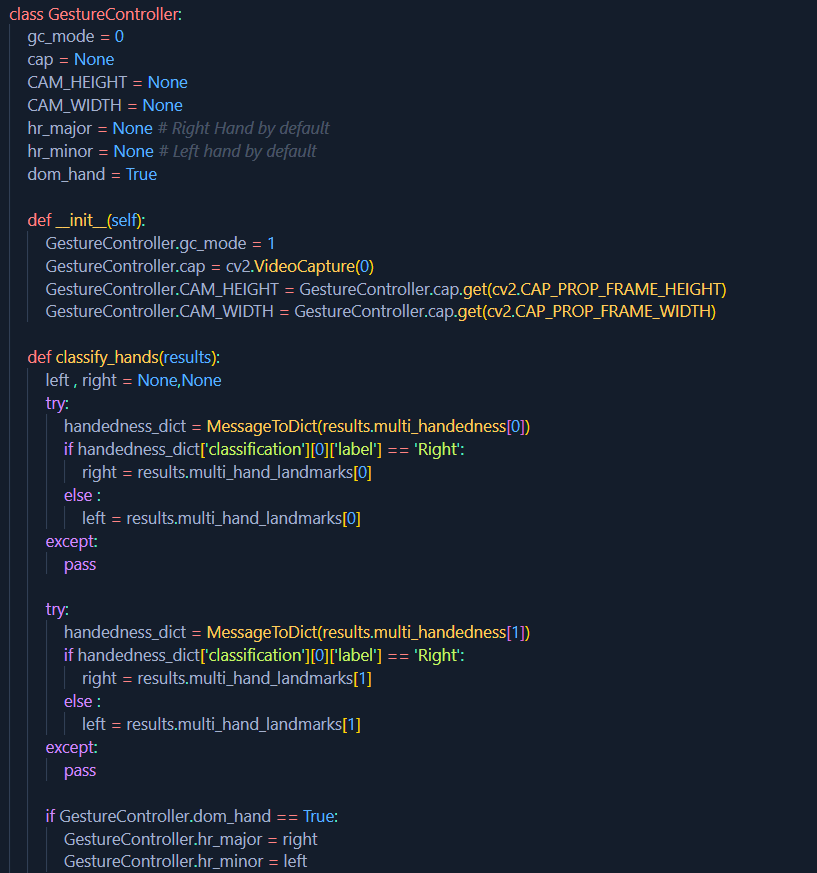 class GestureController:
    gc_mode = 0
    cap = None
    CAM_HEIGHT = None
    CAM_WIDTH = None
    hr_major = None # Right Hand by default
    hr_minor = None # Left hand by default
    dom_hand = True

    def __init__(self):
        GestureController.gc_mode = 1
        GestureController.cap = cv2.VideoCapture(0)
        GestureController.CAM_HEIGHT = GestureController.cap.get(cv2.CAP_PROP_FRAME_HEIGHT)
        GestureController.CAM_WIDTH = GestureController.cap.get(cv2.CAP_PROP_FRAME_WIDTH)

    def classify_hands(results):
        left , right = None,None
        try:
            handedness_dict = MessageToDict(results.multi_handedness[0])
            if handedness_dict['classification'][0]['label'] == 'Right':
                right = results.multi_hand_landmarks[0]
            else :
                left = results.multi_hand_landmarks[0]
        except:
            pass

        try:
            handedness_dict = MessageToDict(results.multi_handedness[1])
            if handedness_dict['classification'][0]['label'] == 'Right':
                right = results.multi_hand_landmarks[1]
            else :
                left = results.multi_hand_landmarks[1]
        except:
            pass

        if GestureController.dom_hand == True:
            GestureController.hr_major = right
            GestureController.hr_minor = left